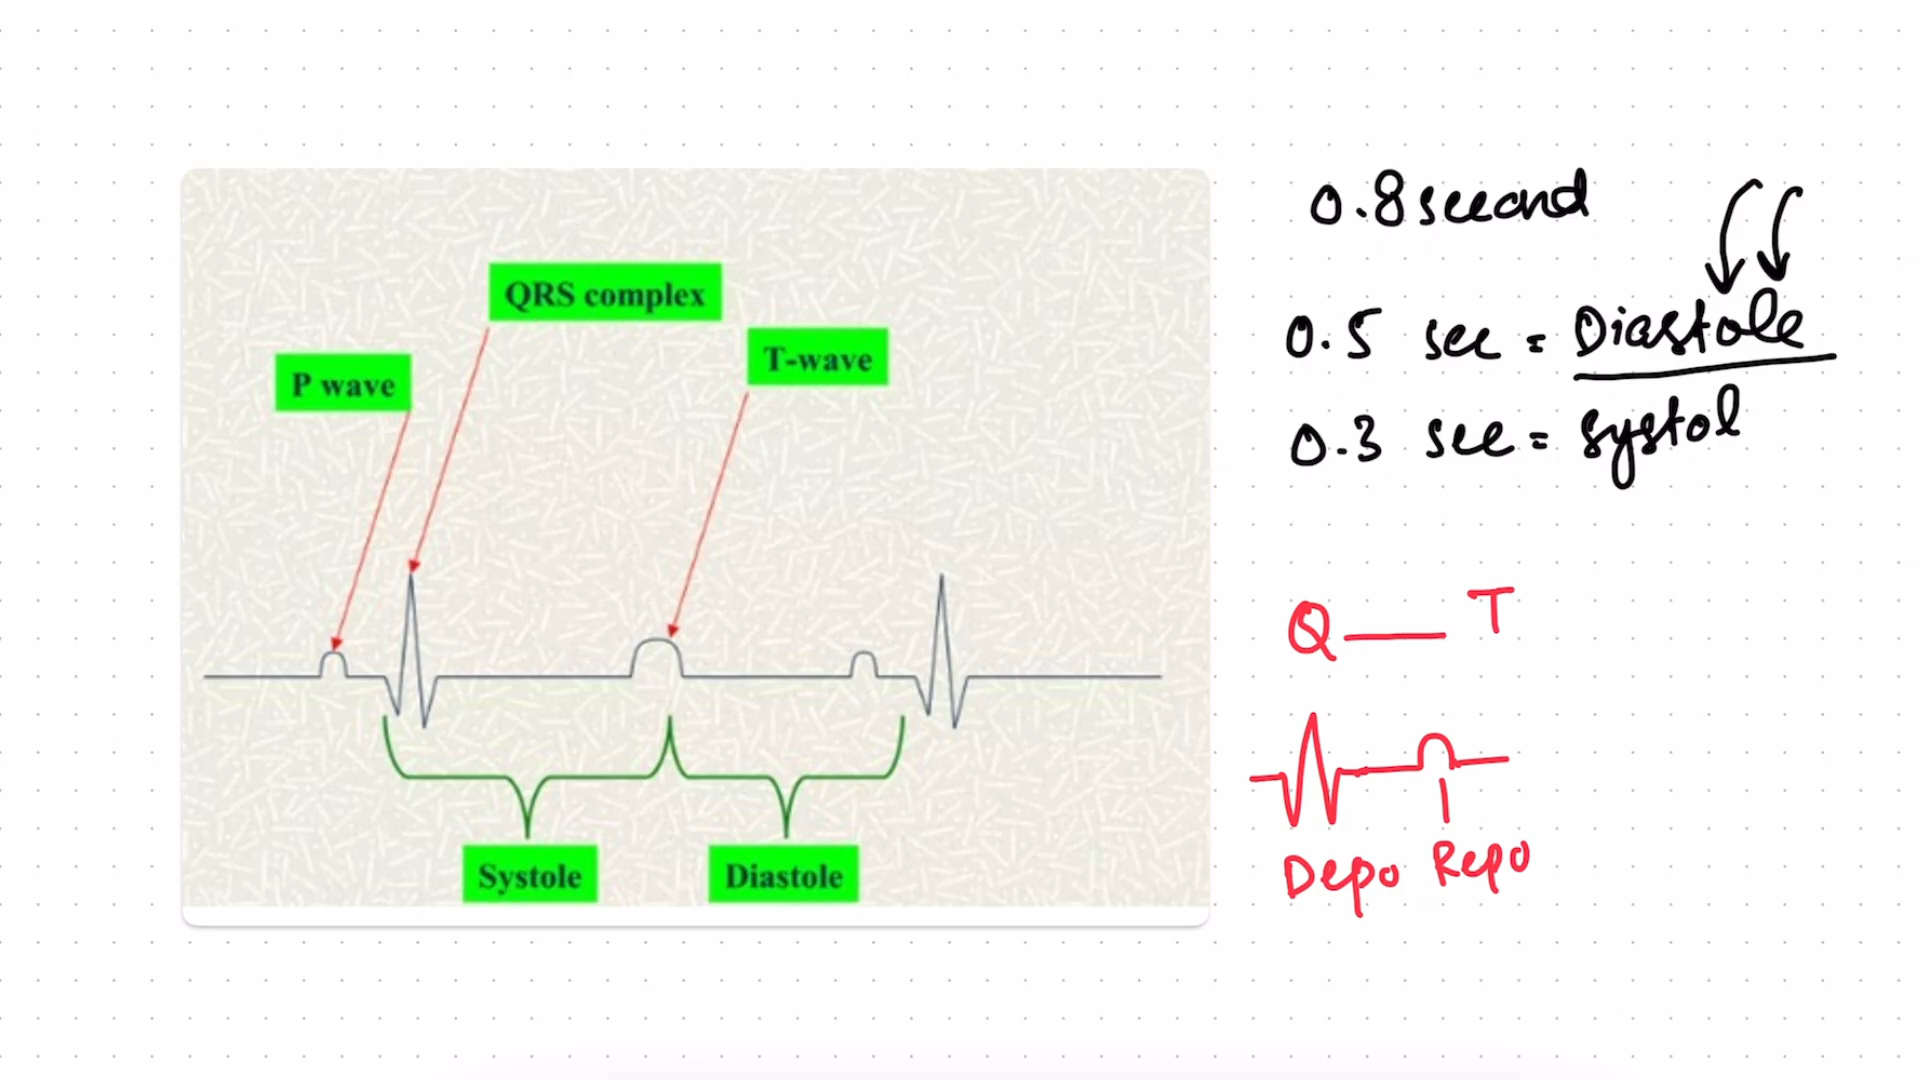 QRS complex
T-wave
P wave
Systole
Diastole
0.8 second
0.5 sec = Diastole
0.3 sec = Systol
Q — T
Depo Repo